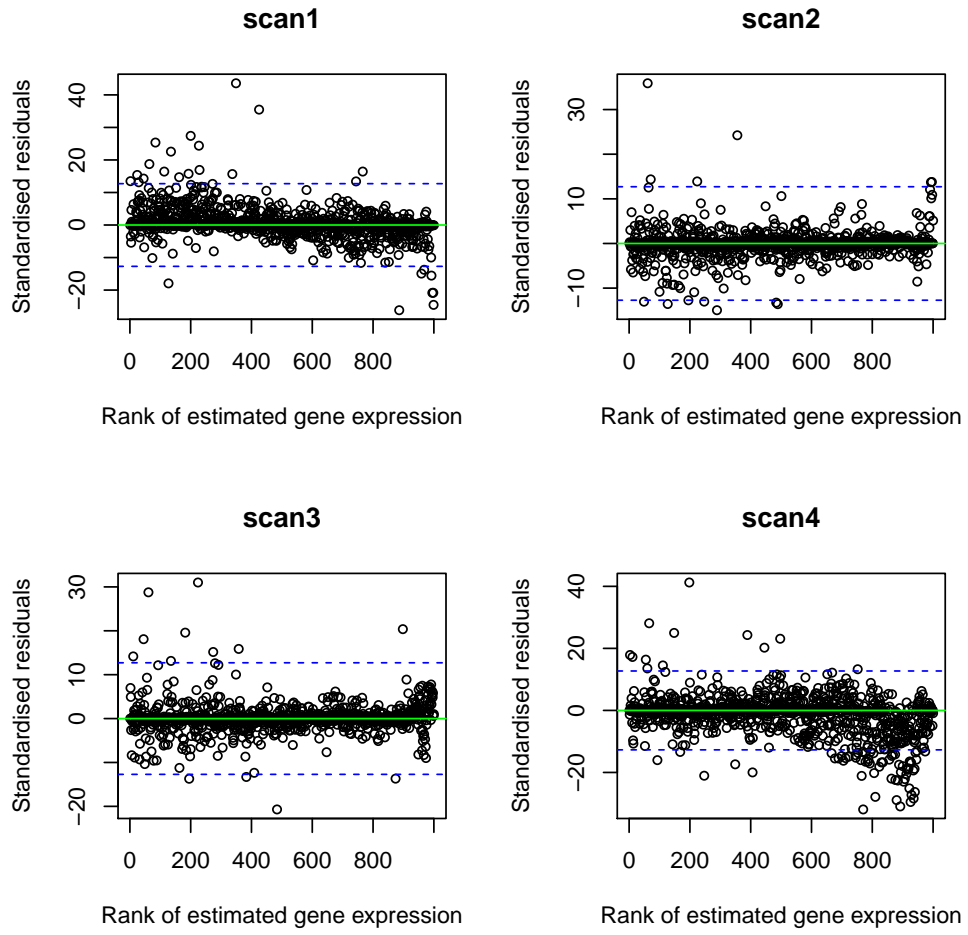 scan1
Standardised residuals
−20 0 20 40
0 200 400 600 800
Rank of estimated gene expression
scan2
Standardised residuals
−10 10 30
0 200 400 600 800
Rank of estimated gene expression
scan3
Standardised residuals
−20 0 10 30
0 200 400 600 800
Rank of estimated gene expression
scan4
Standardised residuals
−20 0 20 40
0 200 400 600 800
Rank of estimated gene expression